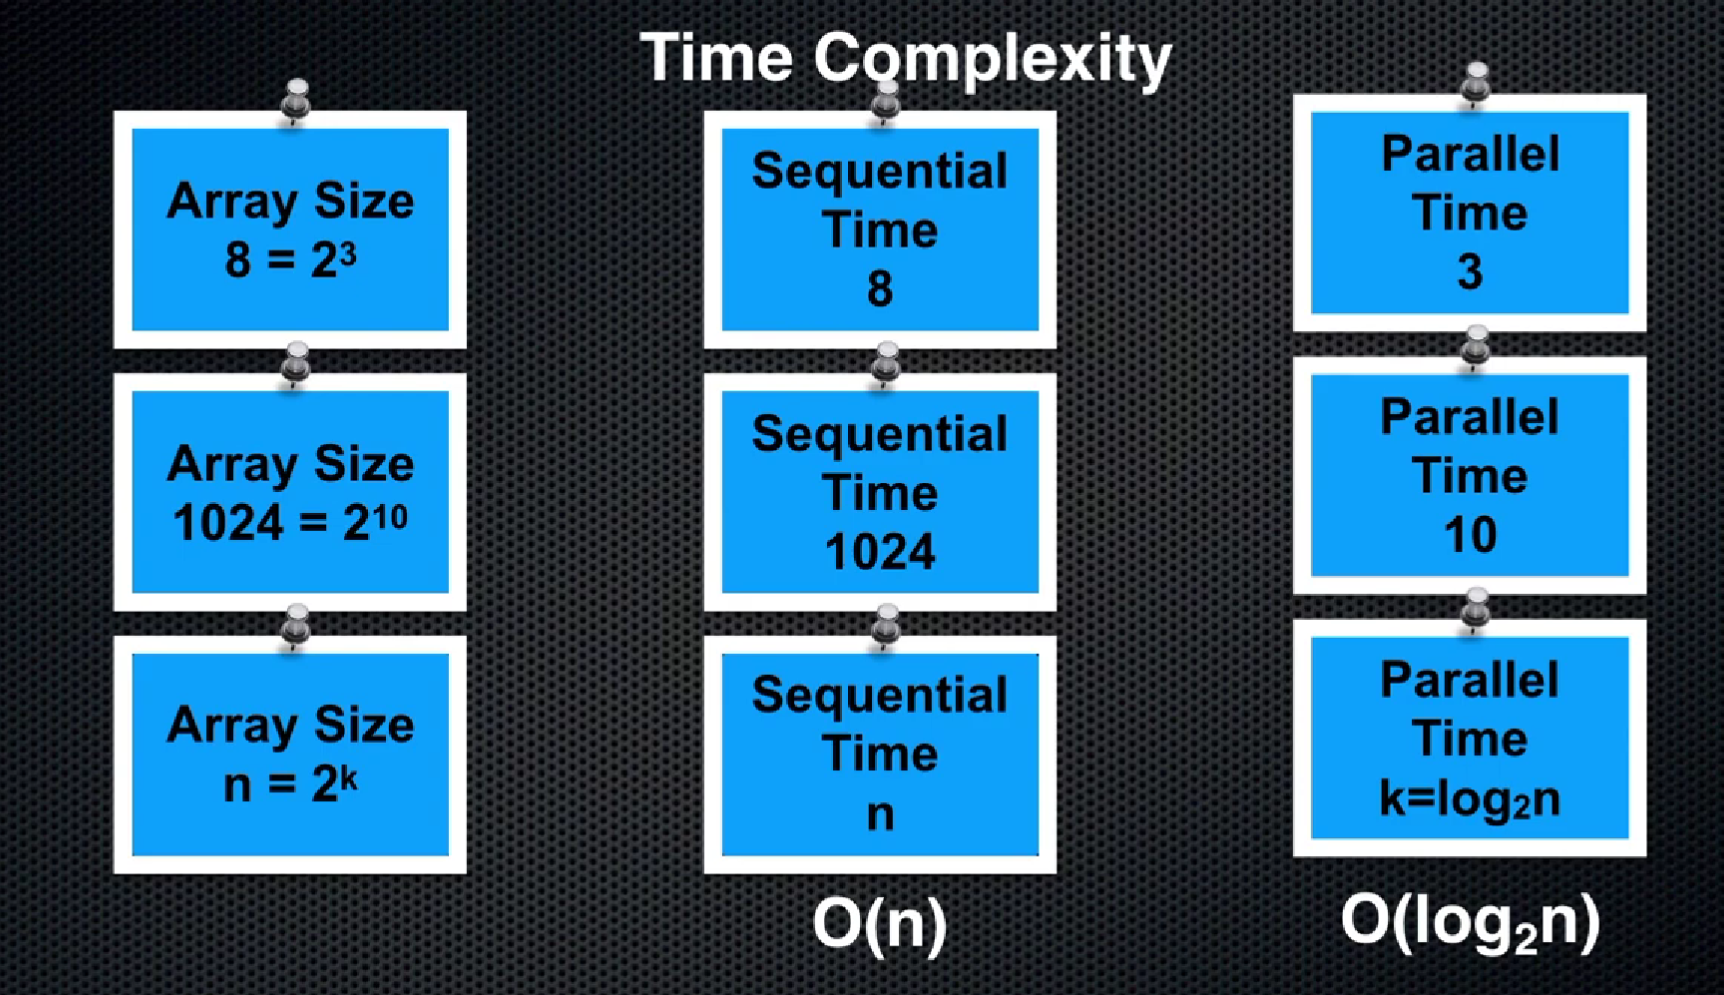 Time Complexity
Array Size
8 = 2³
Sequential
Time
8
Parallel
Time
3
Array Size
1024 = 2¹⁰
Sequential
Time
1024
Parallel
Time
10
Array Size
n = 2ᵏ
Sequential
Time
n
Parallel
Time
k=log₂n
O(n)
O(log₂n)